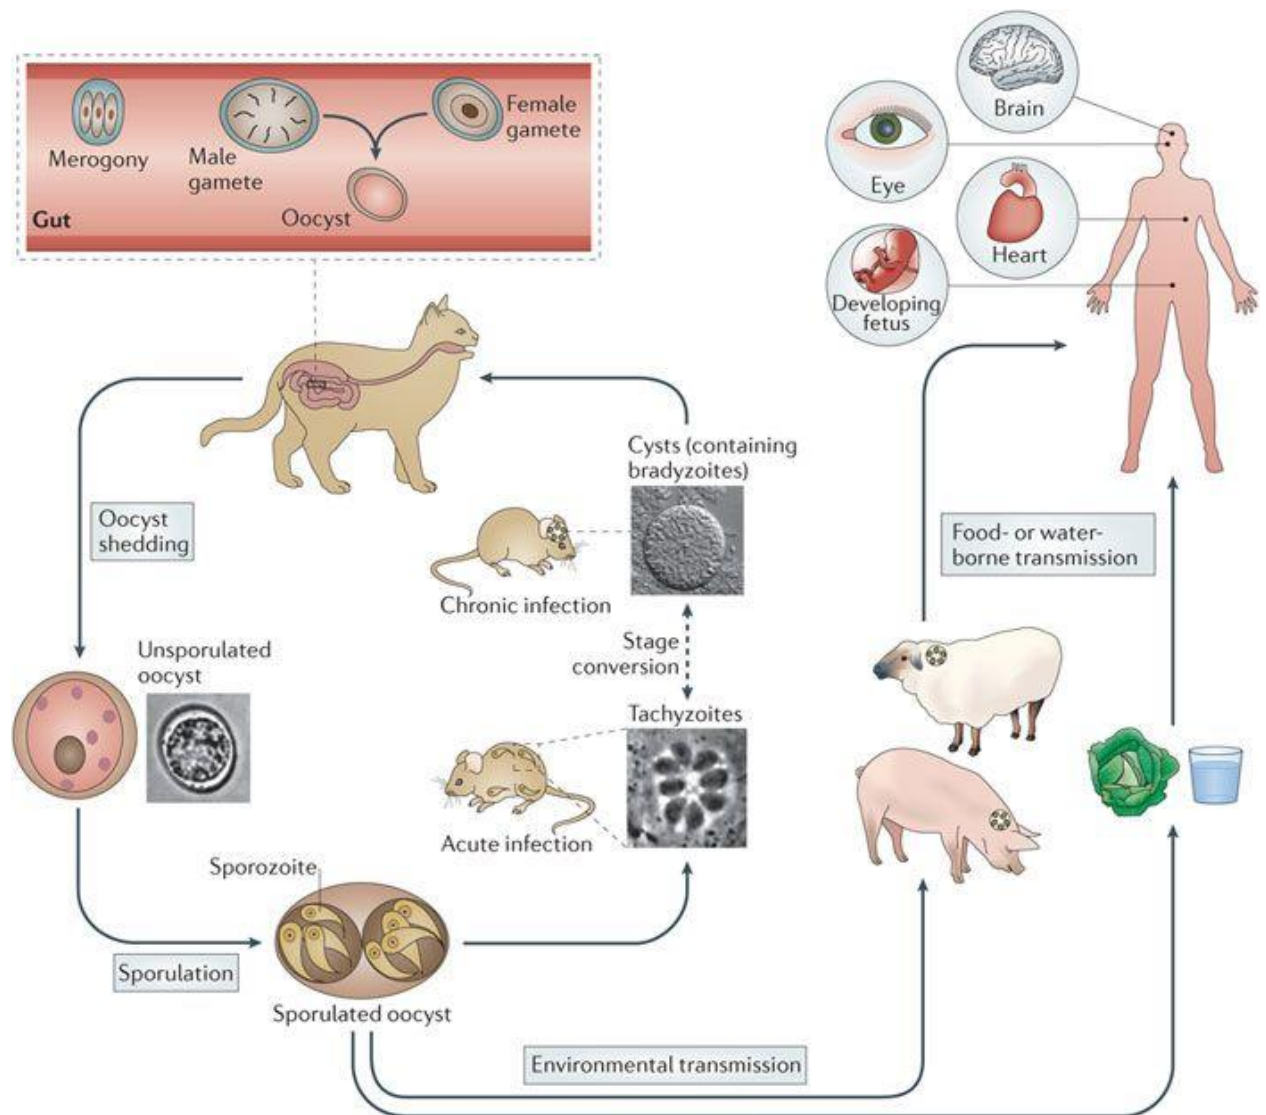 Merogony
Male
gamete
Female
gamete
Oocyst
Gut
Brain
Eye
Heart
Developing
fetus
Cysts (containing
bradyzoites)
Oocyst
shedding
Chronic infection
Food- or water-
borne transmission
Stage
conversion
Unsporulated
oocyst
Tachyzoites
Acute infection
Sporozoite
Sporulation
Sporulated oocyst
Environmental transmission